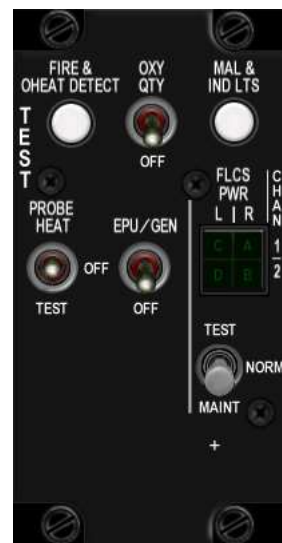 FIRE &
OHEAT DETECT
OXY
QTY
MAL &
IND LTS
TEST
OFF
FLCS
PWR
L | R
CHAN
C A
D B
1
2
PROBE
HEAT
OFF
TEST
EPU/GEN
OFF
TEST
NORM
MAINT
+